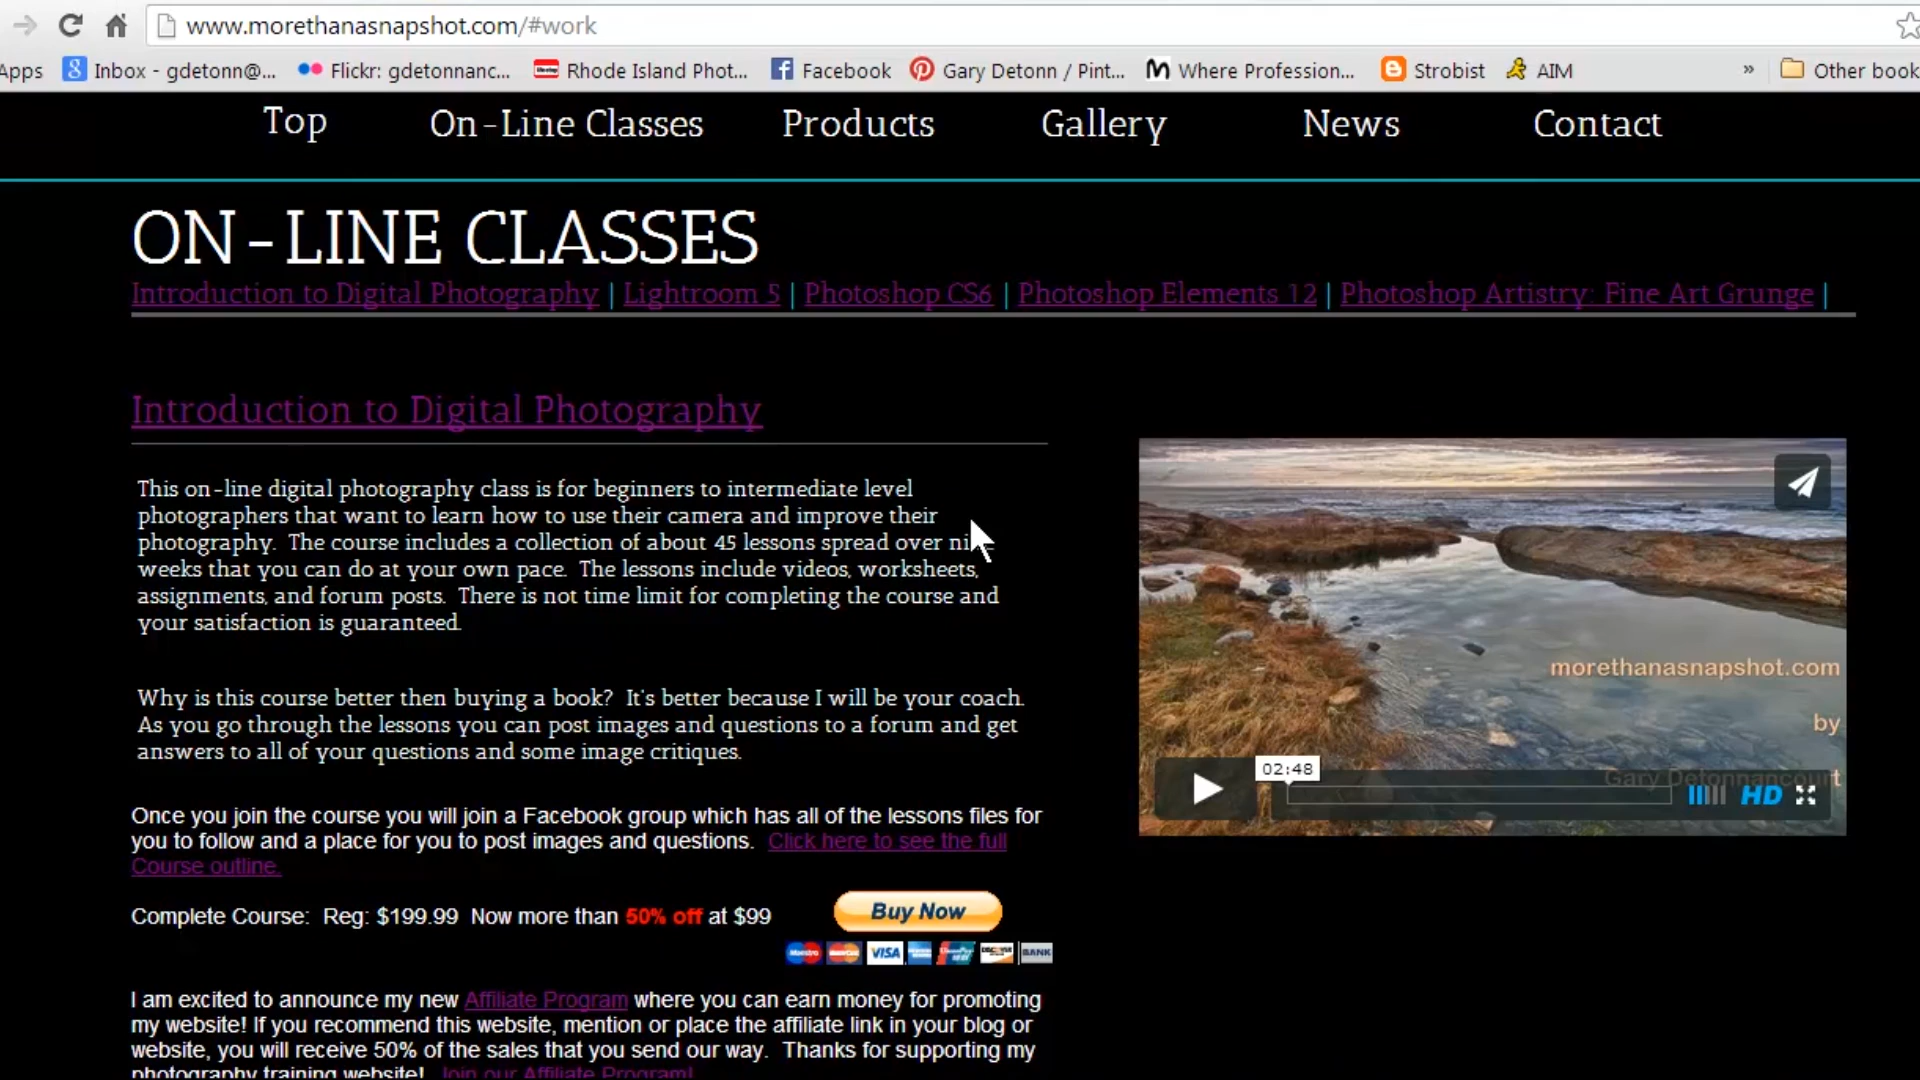 www.morethanasnapshot.com/#work
Apps Inbox - gdetonn@... Flickr: gdetonnanc... Rhode Island Phot... Facebook Gary Detonn / Pint... Where Profession... Strobist AIM » Other book
Top On-Line Classes Products Gallery News Contact
ON-LINE CLASSES
Introduction to Digital Photography | Lightroom 5 | Photoshop CS6 | Photoshop Elements 12 | Photoshop Artistry: Fine Art Grunge |
Introduction to Digital Photography
This on-line digital photography class is for beginners to intermediate level
photographers that want to learn how to use their camera and improve their
photography. The course includes a collection of about 45 lessons spread over
weeks that you can do at your own pace. The lessons include videos, worksheets,
assignments, and forum posts. There is not time limit for completing the course and
your satisfaction is guaranteed.
Why is this course better then buying a book? It's better because I will be your coach.
As you go through the lessons you can post images and questions to a forum and get
answers to all of your questions and some image critiques.
Once you join the course you will join a Facebook group which has all of the lessons files for
you to follow and a place for you to post images and questions. Click here to see the full
Course outline.
Complete Course: Reg: $199.99 Now more than 50% off at $99
Buy Now
Maestro MasterCard VISA DISCOVER BANK
I am excited to announce my new Affiliate Program where you can earn money for promoting
my website! If you recommend this website, mention or place the affiliate link in your blog or
website, you will receive 50% of the sales that you send our way. Thanks for supporting my
photography training website! Join our Affiliate Program!
morethanasnapshot.com
by
Gary Detonnancourt
02:48
HD